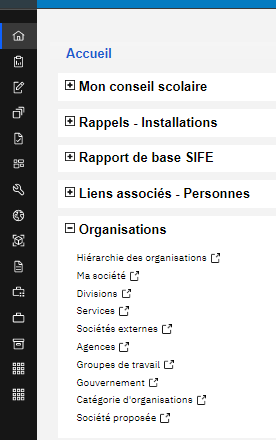 Accueil
Mon conseil scolaire
Rappels - Installations
Rapport de base SIFE
Liens associés - Personnes
Organisations
Hiérarchie des organisations
Ma société
Divisions
Services
Sociétés externes
Agences
Groupes de travail
Gouvernement
Catégorie d'organisations
Société proposée